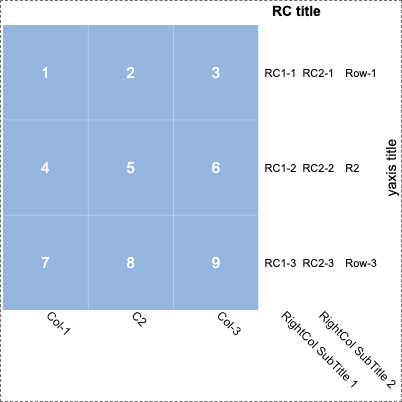 RC title
1 2 3 RC1-1 RC2-1 Row-1
4 5 6 RC1-2 RC2-2 R2
7 8 9 RC1-3 RC2-3 Row-3
yaxis title
Col-1 C2 Col-3 RightCol SubTitle 1 RightCol SubTitle 2